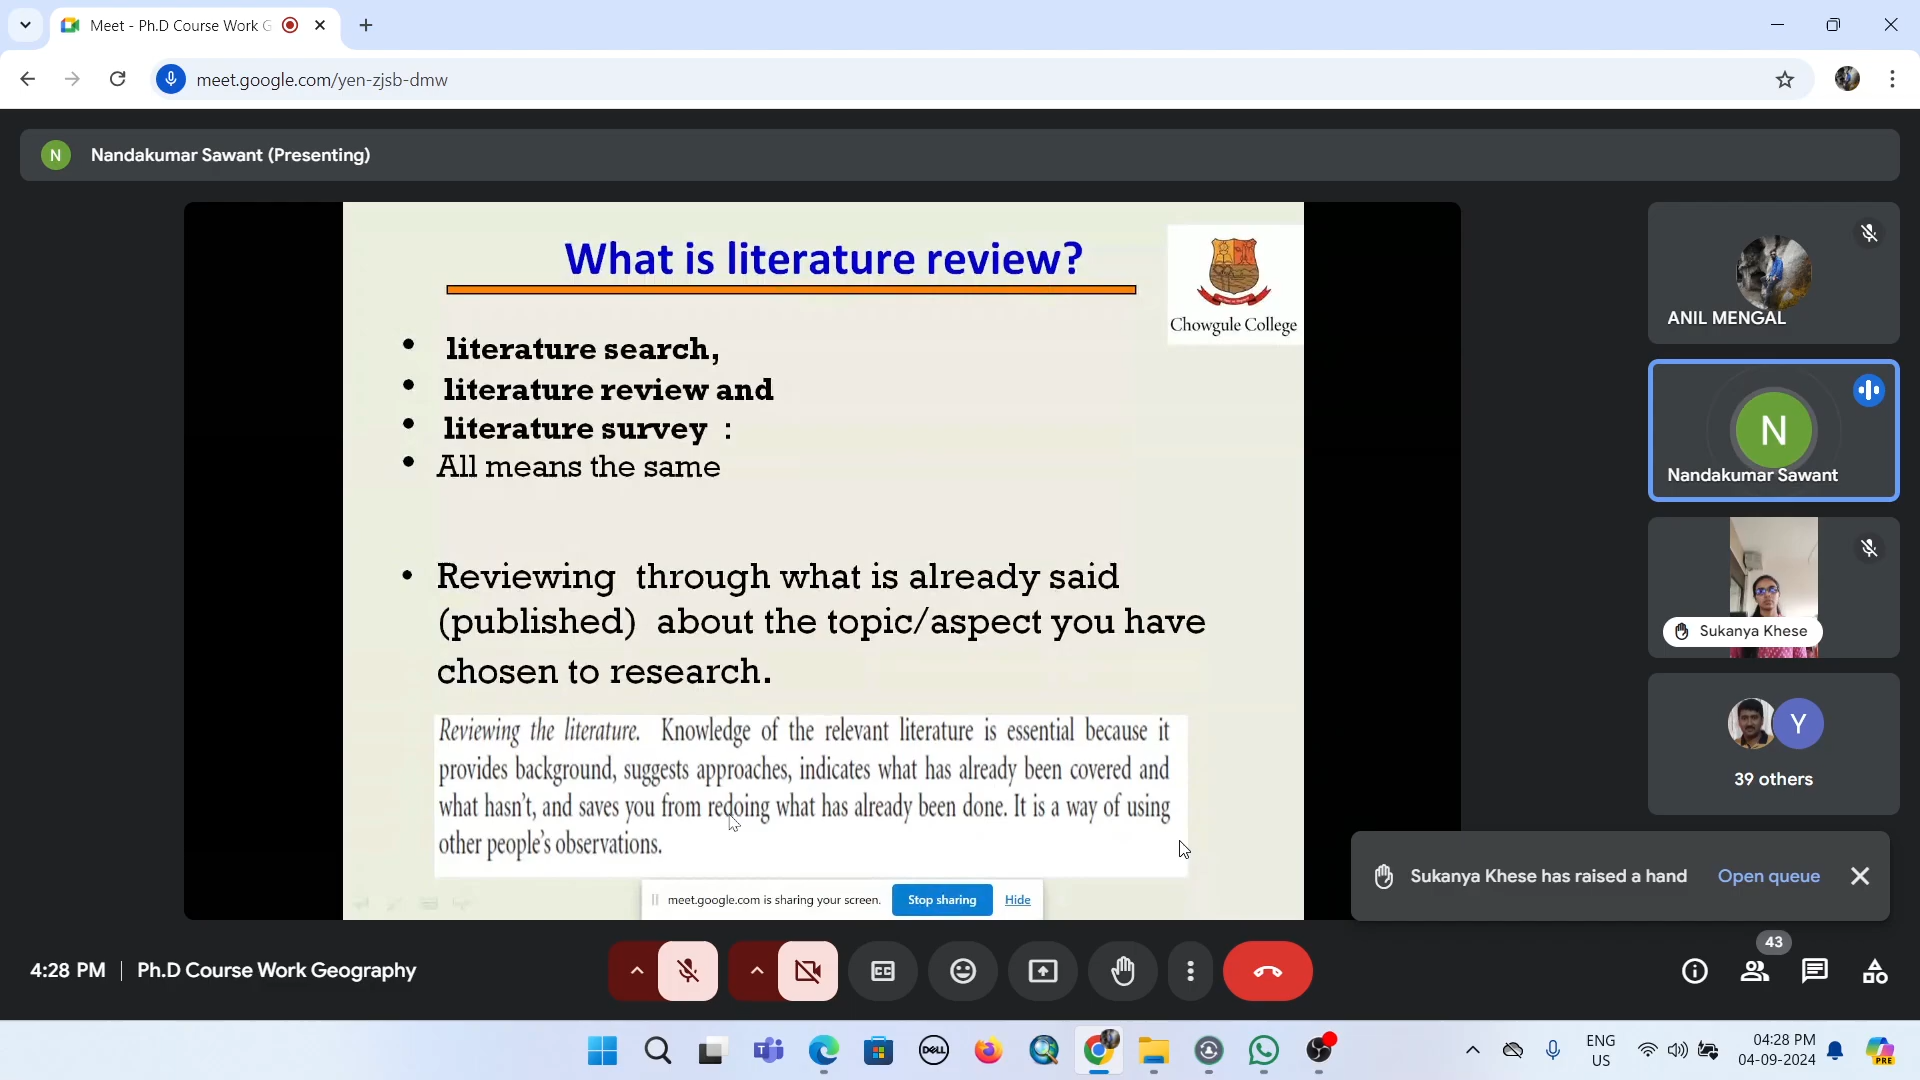 Meet - Ph.D Course Work G
meet.google.com/yen-zjsb-dmw
N
Nandakumar Sawant (Presenting)
What is literature review?
Chowgule College
• literature search,
• literature review and
• literature survey :
• All means the same
• Reviewing through what is already said
(published) about the topic/aspect you have
chosen to research.
Reviewing the literature. Knowledge of the relevant literature is essential because it
provides background, suggests approaches, indicates what has already been covered and
what hasn't, and saves you from redoing what has already been done. It is a way of using
other people's observations.
meet.google.com is sharing your screen.
Stop sharing
Hide
ANIL MENGAL
N
Nandakumar Sawant
Sukanya Khese
Y
39 others
Sukanya Khese has raised a hand
Open queue
4:28 PM
Ph.D Course Work Geography
CC
43
DELL
ENG
US
04:28 PM
04-09-2024
PRE